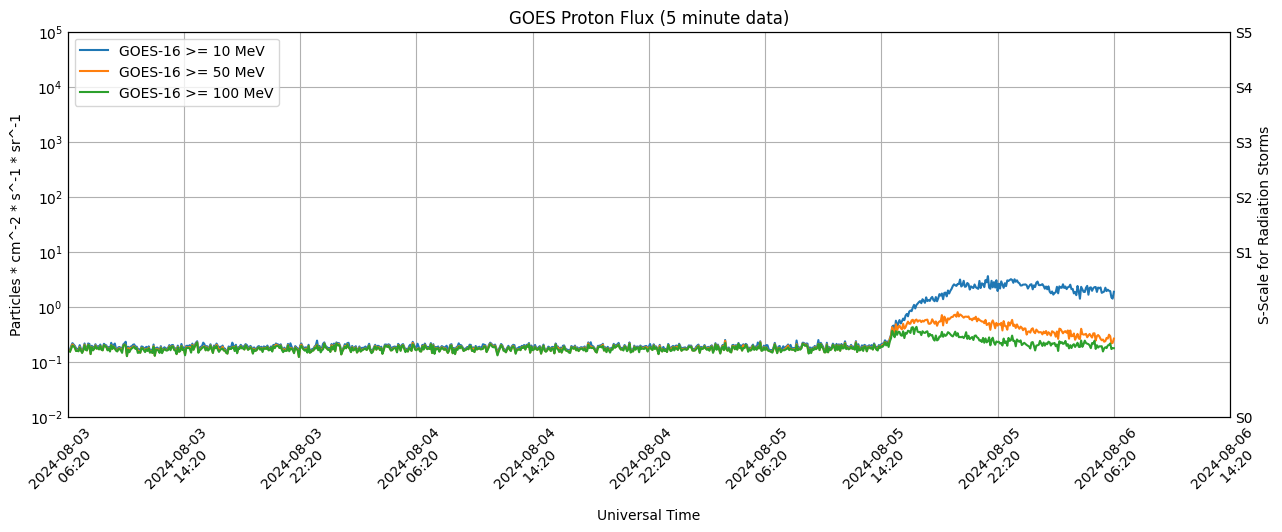 GOES Proton Flux (5 minute data)
GOES-16 >= 10 MeV
GOES-16 >= 50 MeV
GOES-16 >= 100 MeV
Particles * cm^-2 * s^-1 * sr^-1
10^5
10^4
10^3
10^2
10^1
10^0
10^-1
10^-2
S5
S4
S3
S2
S1
S0
S-Scale for Radiation Storms
2024-08-03
06:20
2024-08-03
14:20
2024-08-03
22:20
2024-08-04
06:20
2024-08-04
14:20
2024-08-04
22:20
2024-08-05
06:20
2024-08-05
14:20
2024-08-05
22:20
2024-08-06
06:20
2024-08-06
14:20
Universal Time